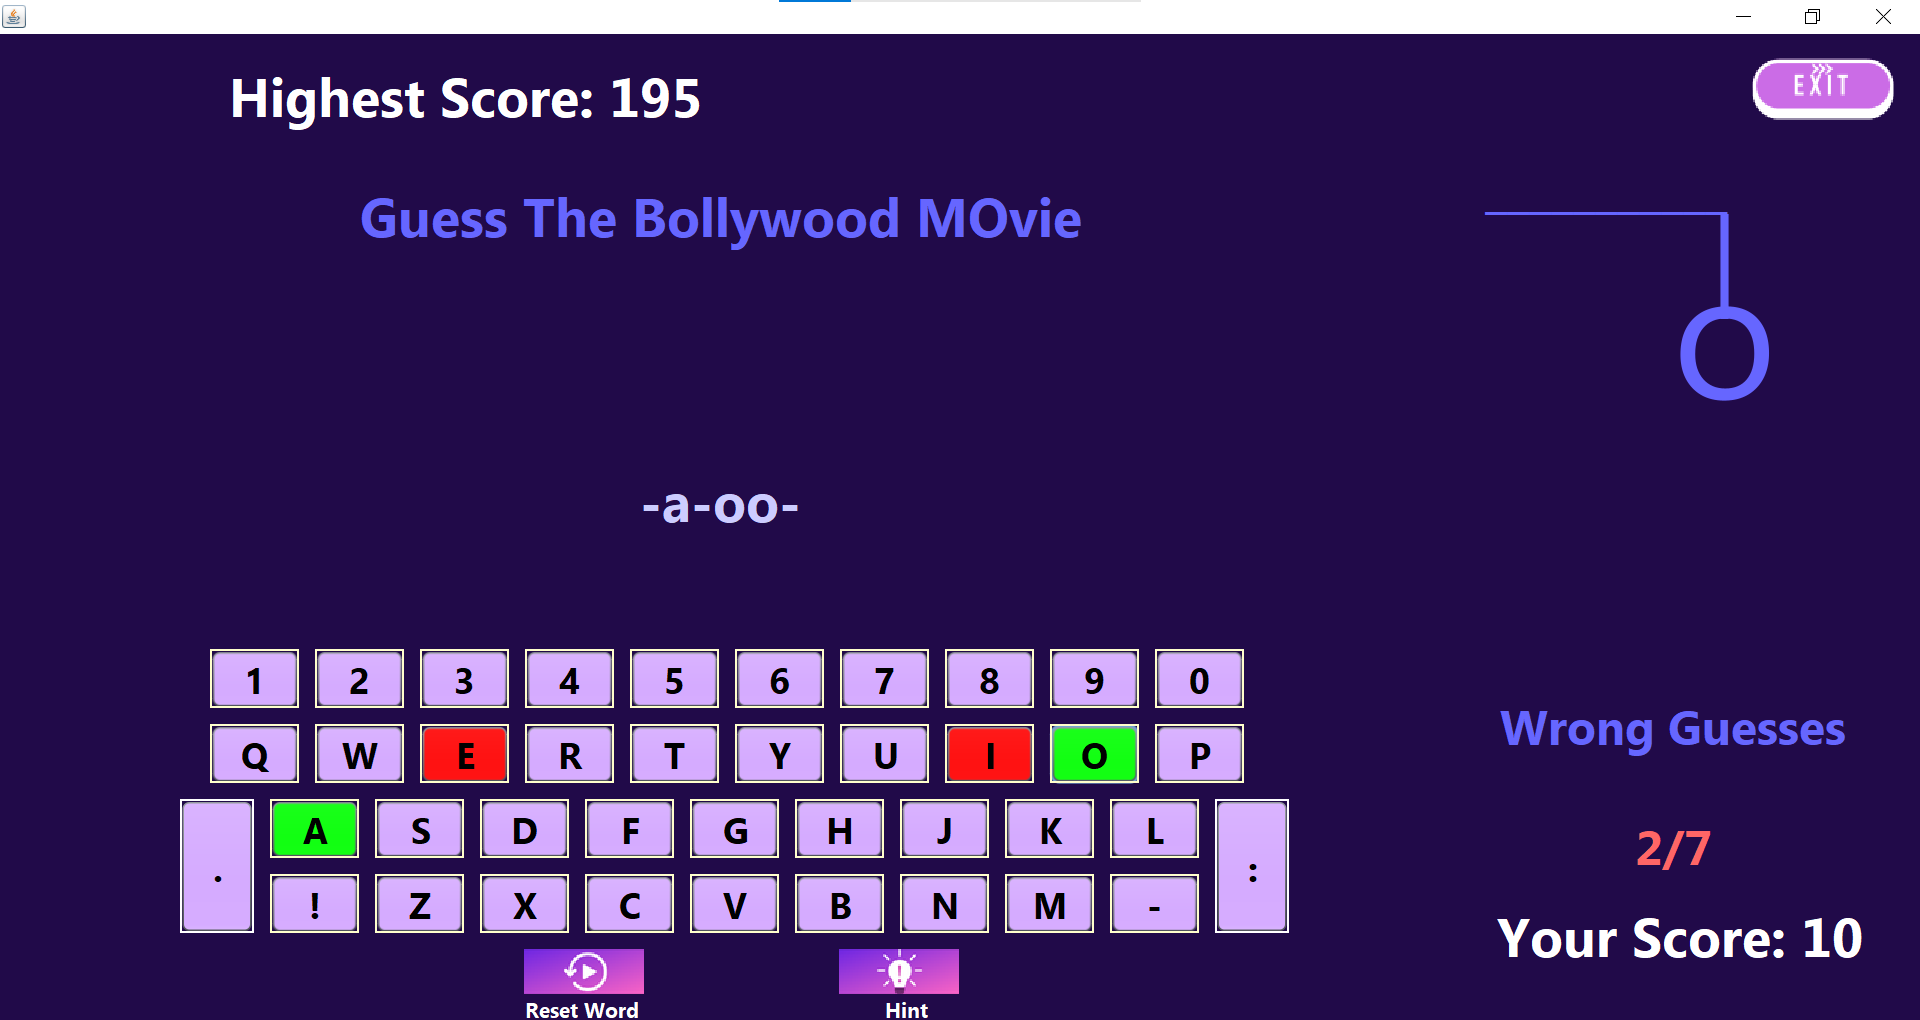 Highest Score: 195
EXIT
Guess The Bollywood MOvie
O
-a-oo-
1 2 3 4 5 6 7 8 9 0
Q W E R T Y U I O P
. A S D F G H J K L :
! Z X C V B N M -
Wrong Guesses
2/7
Your Score: 10
Reset Word
Hint